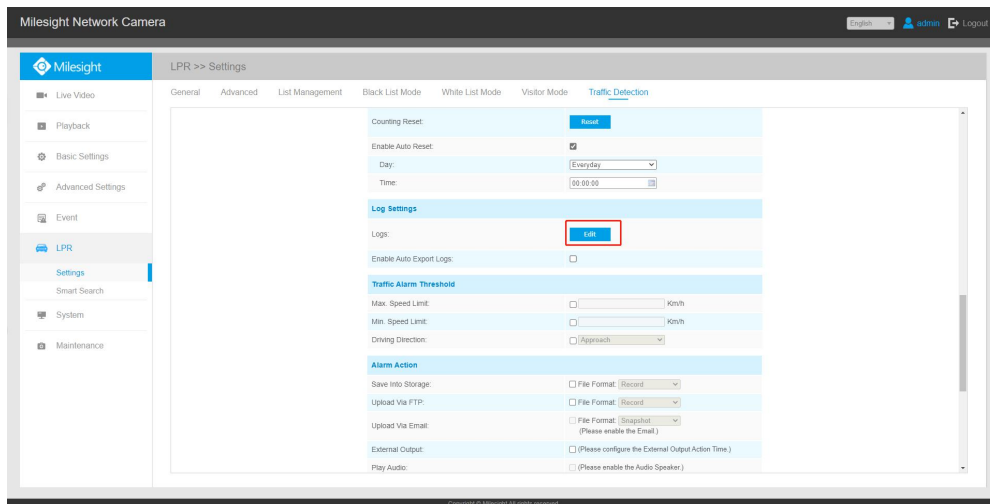 Milesight Network Camera
English admin Logout
Milesight
LPR >> Settings
Live Video
Playback
Basic Settings
Advanced Settings
Event
LPR
Settings
Smart Search
System
Maintenance
General Advanced List Management Black List Mode White List Mode Visitor Mode Traffic Detection
Counting Reset: Reset
Enable Auto Reset:
Day: Everyday
Time: 00:00:00
Log Settings
Logs: Edit
Enable Auto Export Logs:
Traffic Alarm Threshold
Max. Speed Limit: Km/h
Min. Speed Limit: Km/h
Driving Direction: Approach
Alarm Action
Save Into Storage: File Format: Record
Upload Via FTP: File Format: Record
Upload Via Email: File Format: Snapshot
(Please enable the Email.)
External Output: (Please configure the External Output Action Time.)
Play Audio: (Please enable the Audio Speaker.)
Copyright © Milesight All rights reserved